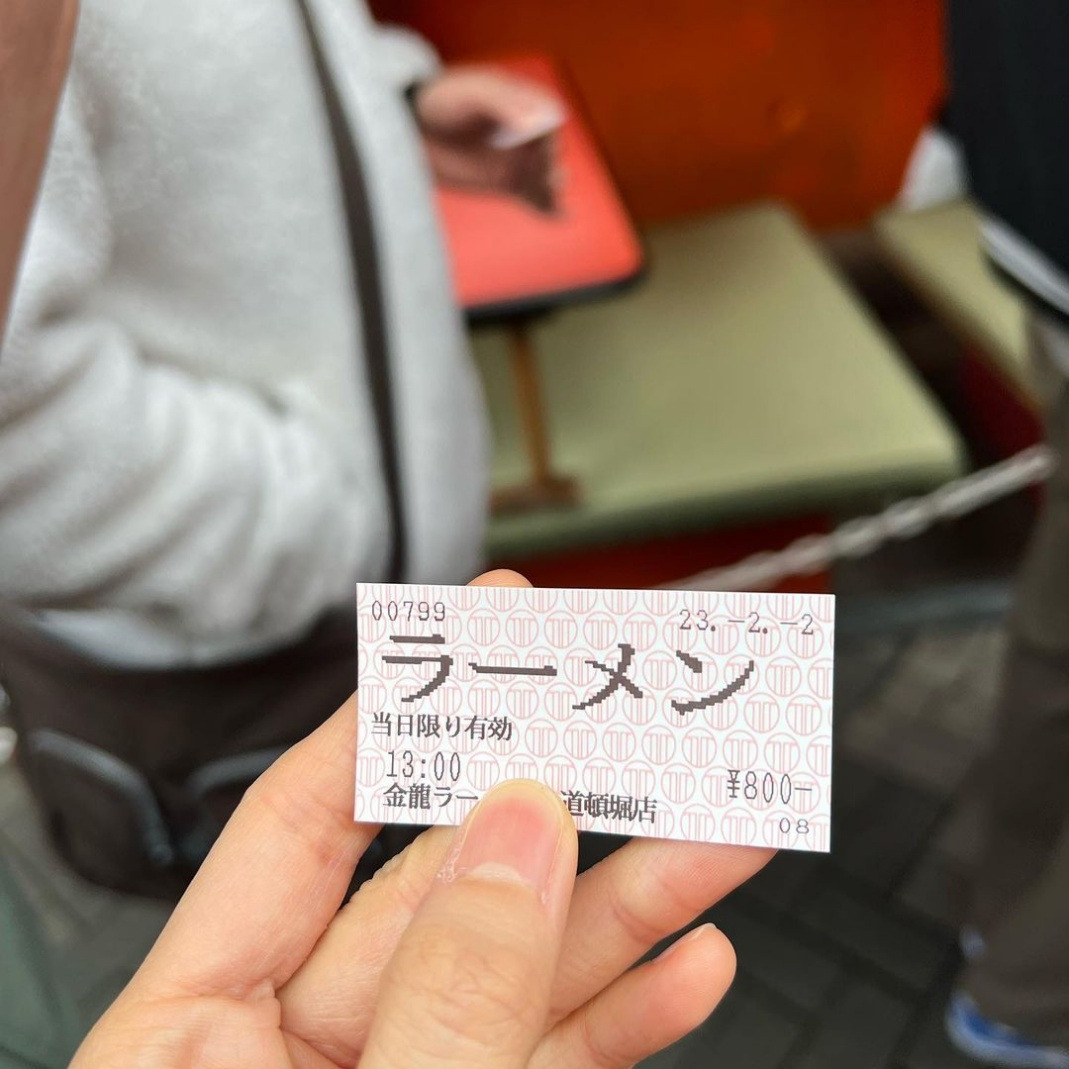 00799 23.-2.-2
ラーメン
当日限り有効
13:00 ¥800-
金龍ラー 道頓堀店
08